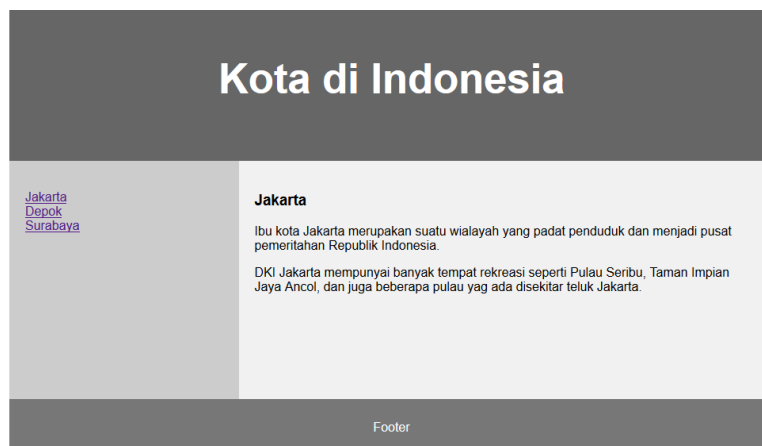 Kota di Indonesia
Jakarta
Depok
Surabaya
Jakarta
Ibu kota Jakarta merupakan suatu wialayah yang padat penduduk dan menjadi pusat
pemeritahan Republik Indonesia.
DKI Jakarta mempunyai banyak tempat rekreasi seperti Pulau Seribu, Taman Impian
Jaya Ancol, dan juga beberapa pulau yag ada disekitar teluk Jakarta.
Footer